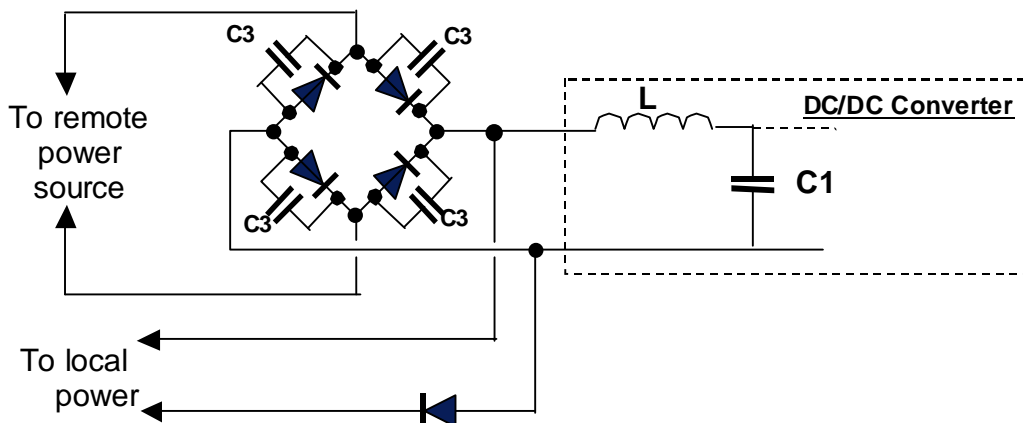 C3
C3
To remote
power
source
L
DC/DC Converter
C1
C3
C3
To local
power